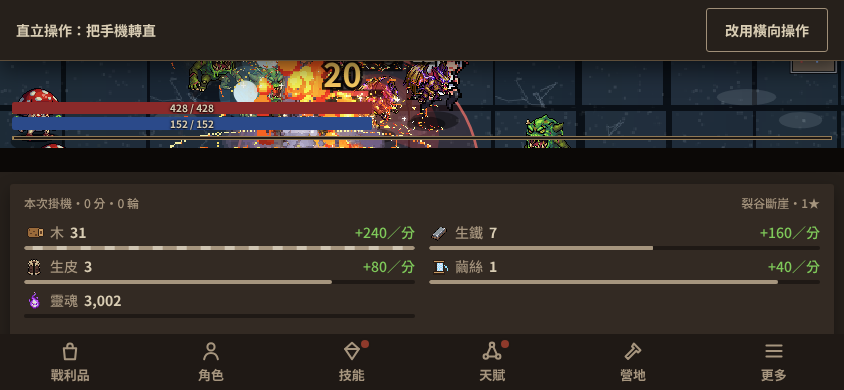 直立操作：把手機轉直
改用橫向操作
20
428 / 428
152 / 152
本次掛機・0 分・0 輪
裂谷斷崖・1★
木 31 +240／分
生鐵 7 +160／分
生皮 3 +80／分
繭絲 1 +40／分
靈魂 3,002
戰利品 角色 技能 天賦 營地 更多